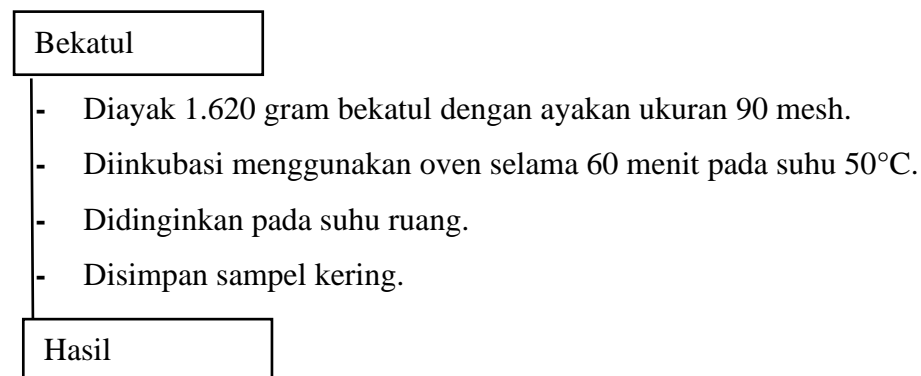 Bekatul
- Diayak 1.620 gram bekatul dengan ayakan ukuran 90 mesh.
- Diinkubasi menggunakan oven selama 60 menit pada suhu 50°C.
- Didinginkan pada suhu ruang.
- Disimpan sampel kering.
Hasil